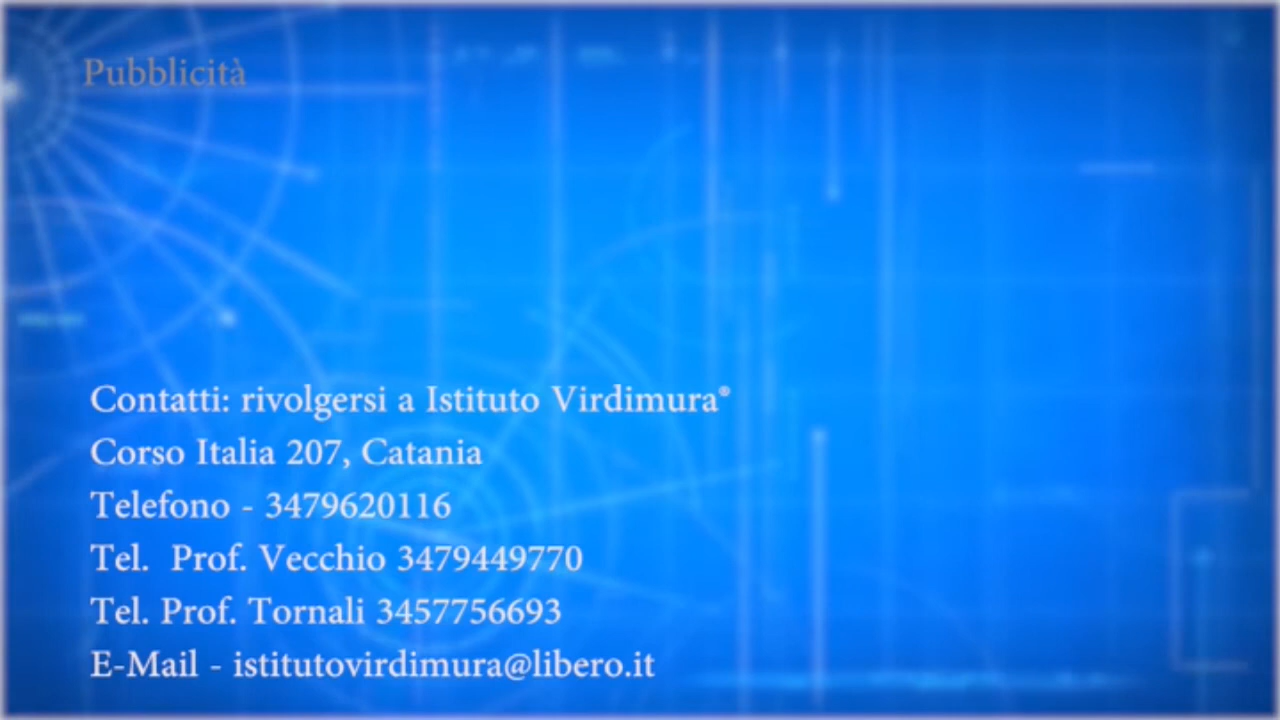 Pubblicità
Contatti: rivolgersi a Istituto Virdimura®
Corso Italia 207, Catania
Telefono - 3479620116
Tel.  Prof. Vecchio 3479449770
Tel. Prof. Tornali 3457756693
E-Mail - istitutovirdimura@libero.it